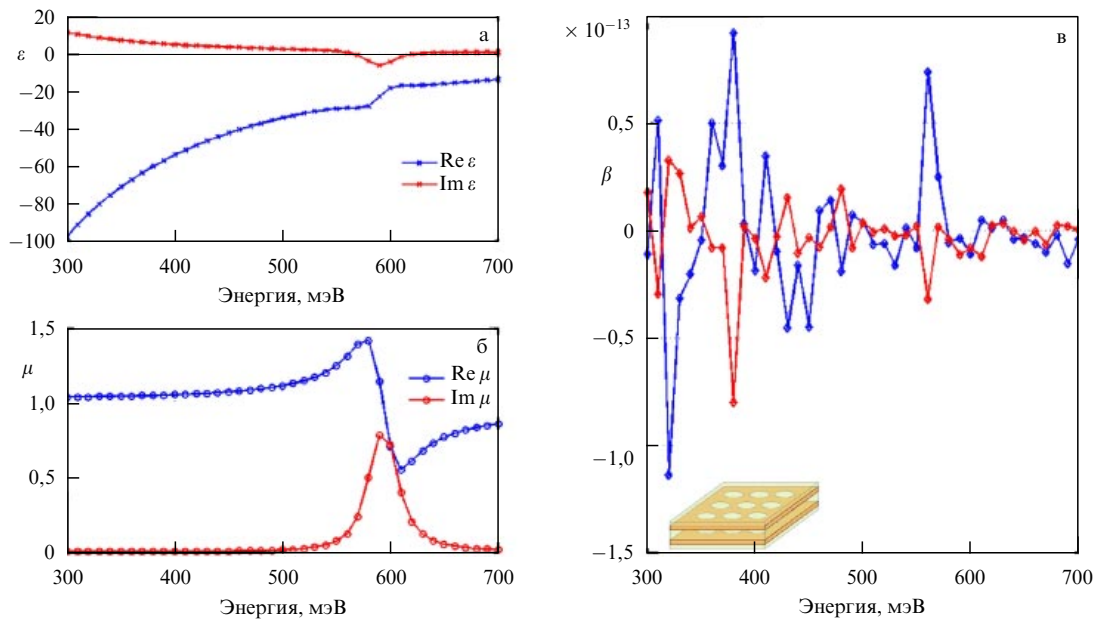 20
0
−20
−40
−60
−80
−100
ε
а
Re ε
Im ε
300
400
500
600
700
Энергия, мэВ
1,5
1,0
0,5
0
μ
б
Re μ
Im μ
300
400
500
600
700
Энергия, мэВ
× 10⁻¹³
в
0,5
β
0
−0,5
−1,0
−1,5
300
400
500
600
700
Энергия, мэВ